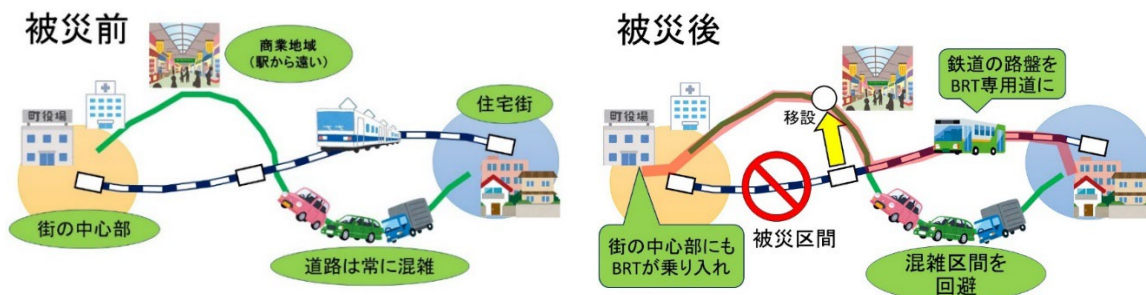 被災前
商業地域
(駅から遠い)
町役場
住宅街
街の中心部
道路は常に混雑
被災後
鉄道の路盤を
BRT専用道に
町役場
移設
街の中心部にも
BRTが乗り入れ
被災区間
混雑区間を
回避